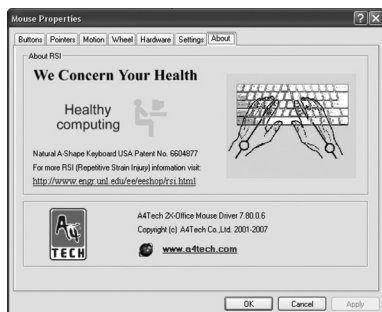 Mouse Properties
Buttons Pointers Motion Wheel Hardware Settings About
About RSI
We Concern Your Health
Healthy
computing
Natural A-Shape Keyboard USA Patent No. 6604877
For more RSI (Repetitive Strain Injury) information visit:
http://www.engr.unl.edu/ee/eeshop/rsi.html
A4
TECH
A4Tech 2X-Office Mouse Driver 7.80.0.6
Copyright (c) A4Tech Co.,Ltd. 2001-2007
www.a4tech.com
OK Cancel Apply